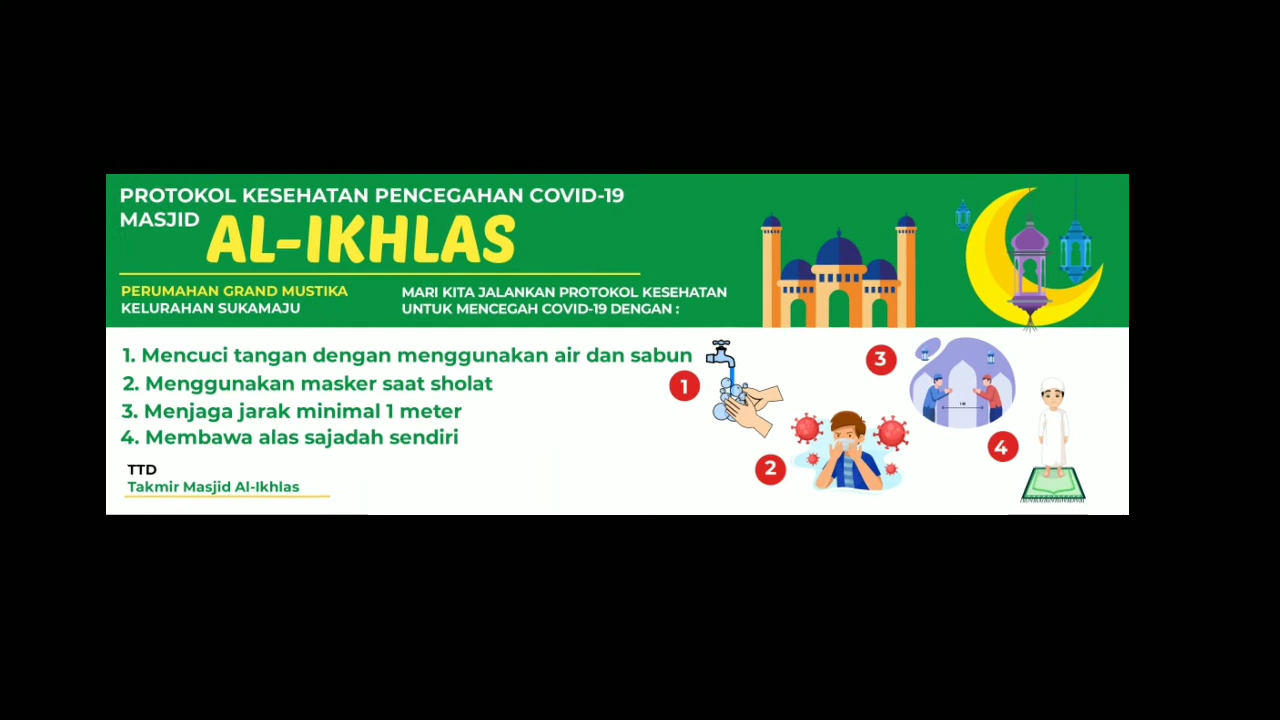 PROTOKOL KESEHATAN PENCEGAHAN COVID-19
MASJID AL-IKHLAS
PERUMAHAN GRAND MUSTIKA
KELURAHAN SUKAMAJU
MARI KITA JALANKAN PROTOKOL KESEHATAN
UNTUK MENCEGAH COVID-19 DENGAN :
1. Mencuci tangan dengan menggunakan air dan sabun
2. Menggunakan masker saat sholat
3. Menjaga jarak minimal 1 meter
4. Membawa alas sajadah sendiri
TTD
Takmir Masjid Al-Ikhlas
1
2
3
4